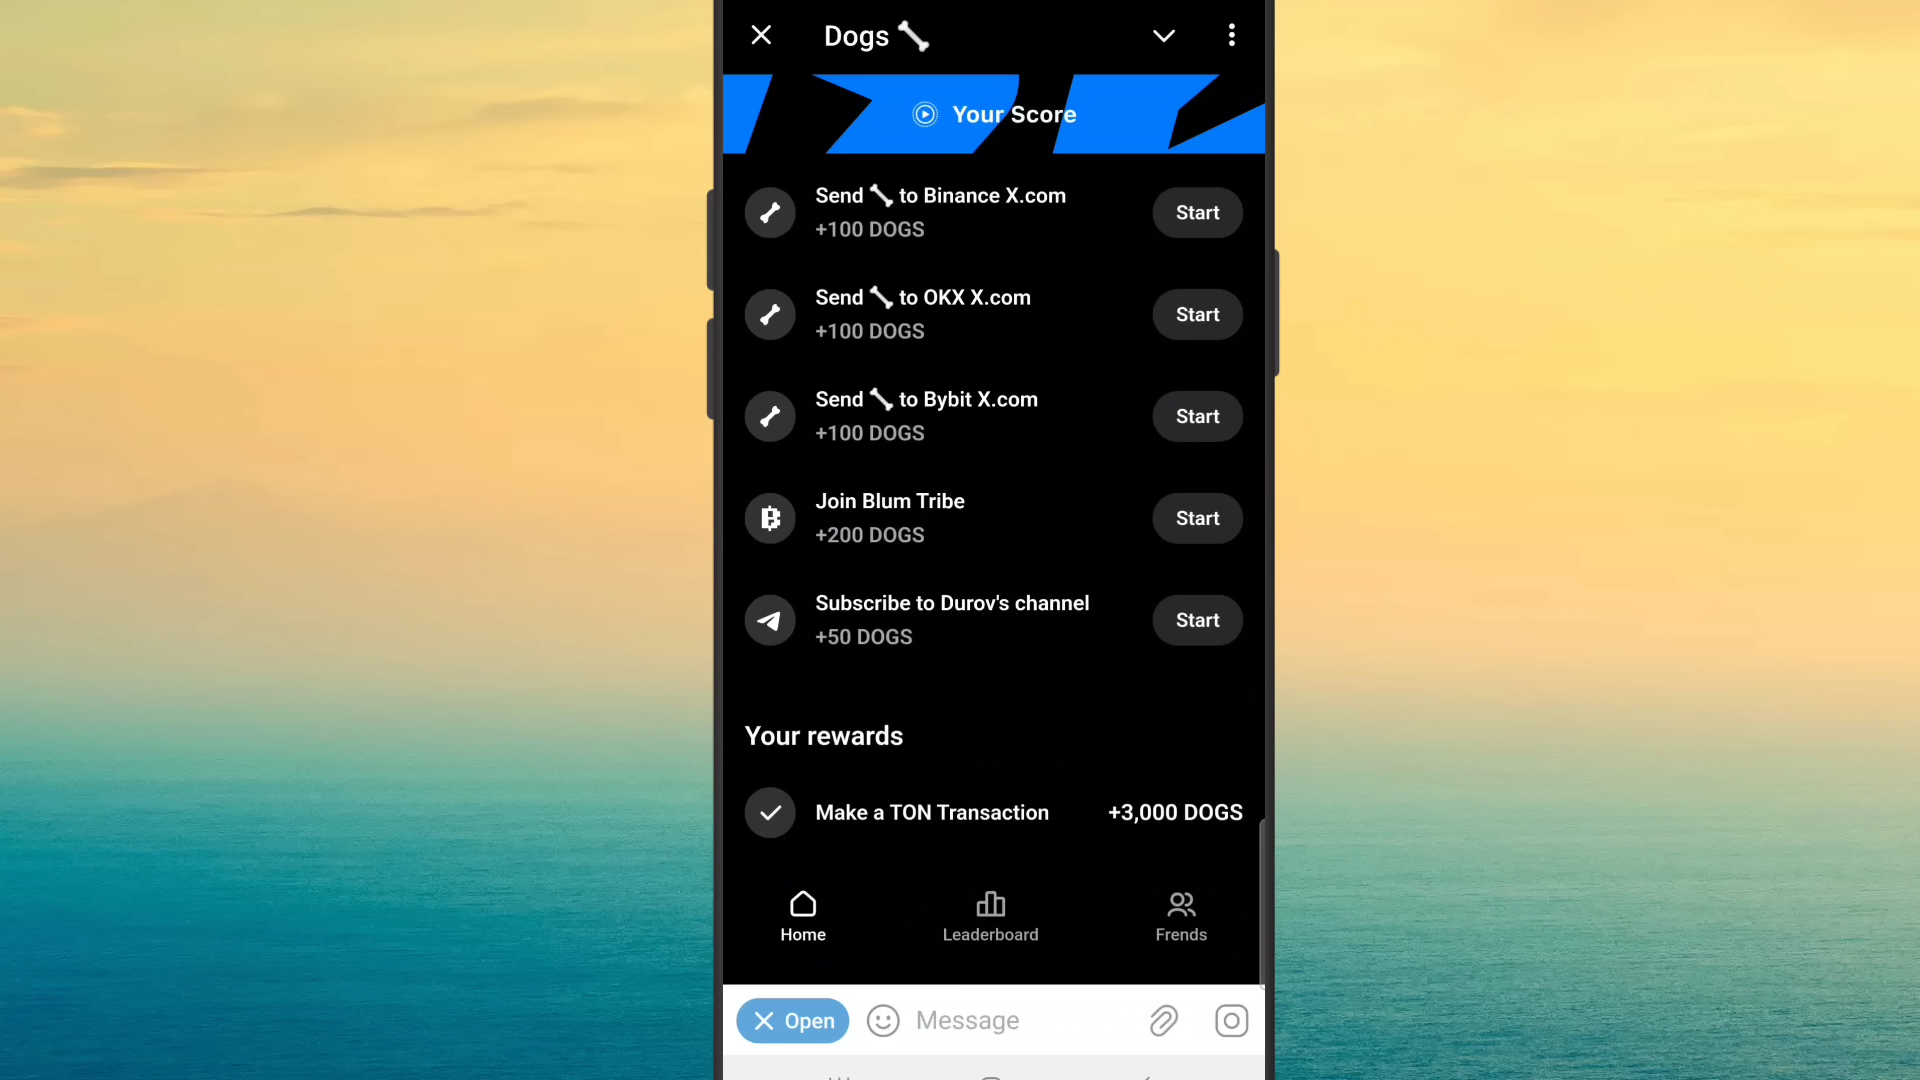 Dogs 🦴
Your Score
Send 🦴 to Binance X.com
+100 DOGS
Start
Send 🦴 to OKX X.com
+100 DOGS
Start
Send 🦴 to Bybit X.com
+100 DOGS
Start
Join Blum Tribe
+200 DOGS
Start
Subscribe to Durov's channel
+50 DOGS
Start
Your rewards
Make a TON Transaction
+3,000 DOGS
Home
Leaderboard
Frends
Open
Message